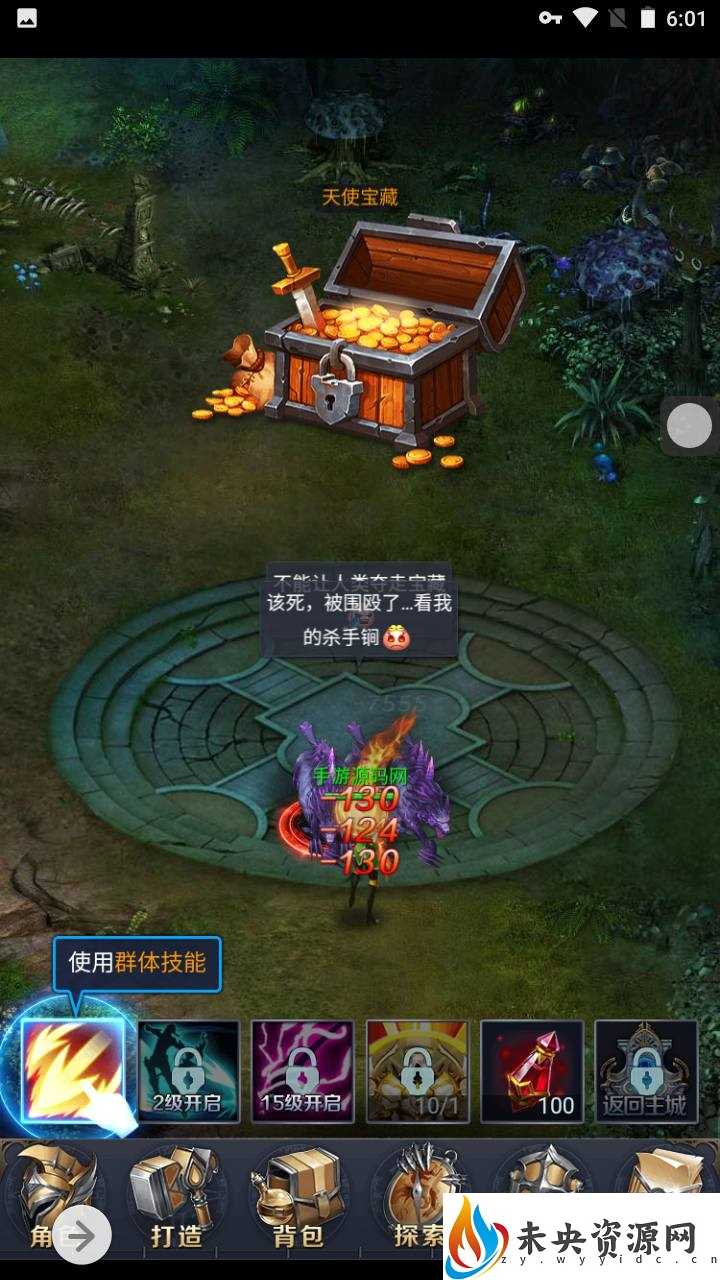 6:01
天使宝藏
不能让人类夺走宝藏
该死，被围殴了...看我
的杀手锏
7555
手游源码网
-130
-124
-130
使用群体技能
2级开启
15级开启
10/1
100
返回主城
角色
打造
背包
探索
未央资源网
zy.wyyidc.cn